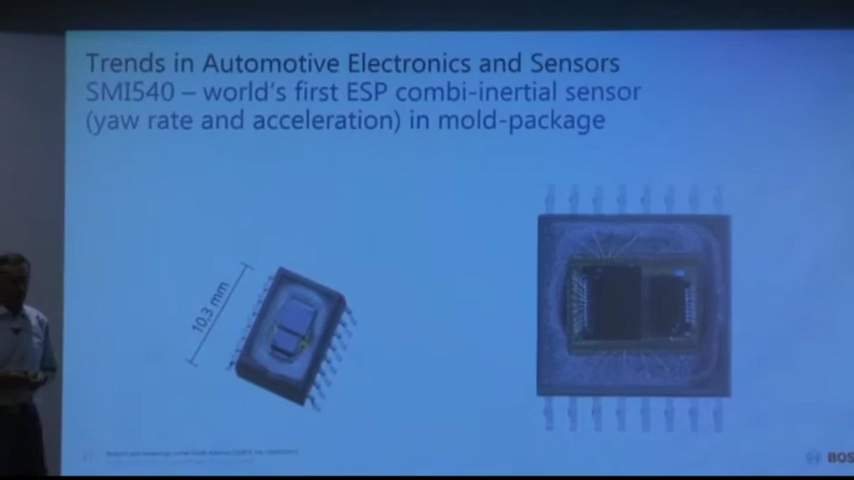 Trends in Automotive Electronics and Sensors
SMI540 – world's first ESP combi-inertial sensor
(yaw rate and acceleration) in mold-package
10.3 mm
BOS